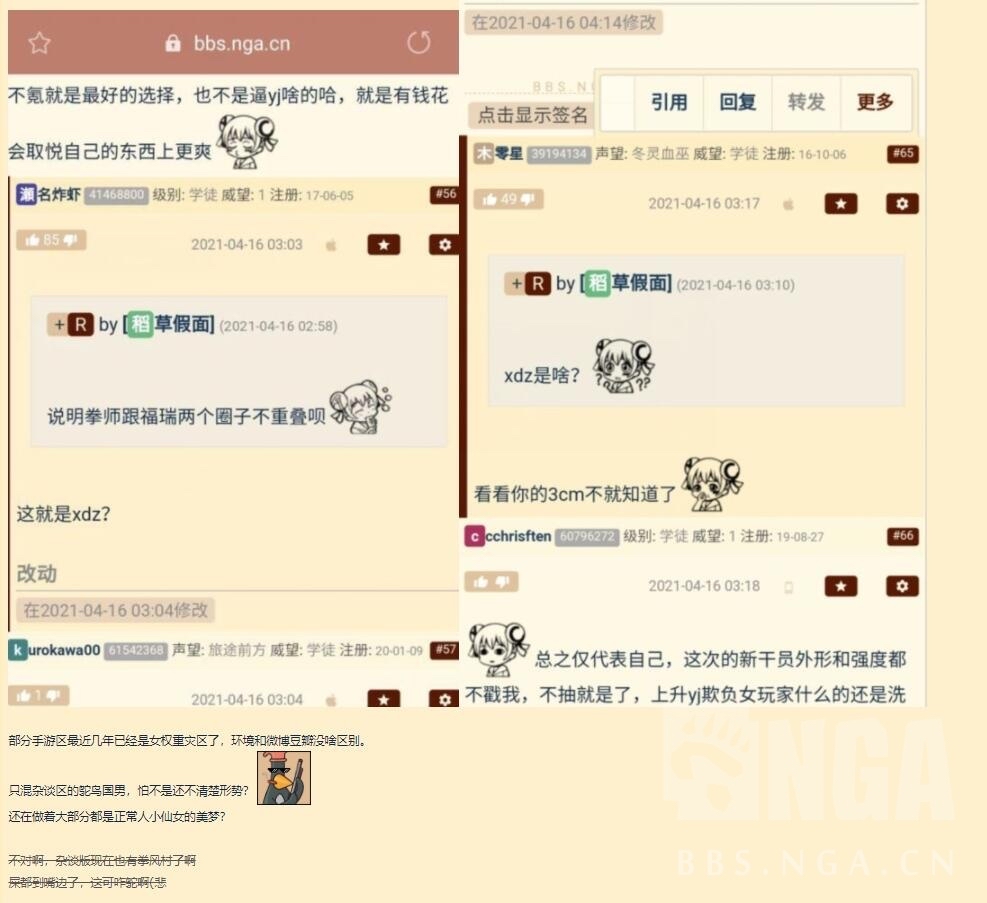 bbs.nga.cn
不氪就是最好的选择，也不是逼yj啥的哈，就是有钱花
会取悦自己的东西上更爽
瀬名炸虾 41468800 级别: 学徒 威望: 1 注册: 17-06-05 #56
85 2021-04-16 03:03
+ R by [稻草假面] (2021-04-16 02:58)
说明拳师跟福瑞两个圈子不重叠呗
这就是xdz？
改动
在2021-04-16 03:04修改
kurokawa00 61542368 声望: 旅途前方 威望: 学徒 注册: 20-01-09 #57
1 2021-04-16 03:04
在2021-04-16 04:14修改
BBS.N
点击显示签名
引用 回复 转发 更多
木零星 39194134 声望: 冬灵血巫 威望: 学徒 注册: 16-10-06 #65
49 2021-04-16 03:17
+ R by [稻草假面] (2021-04-16 03:10)
xdz是啥？
看看你的3cm不就知道了
cchrisften 60796272 级别: 学徒 威望: 1 注册: 19-08-27 #66
2021-04-16 03:18
总之仅代表自己，这次的新干员外形和强度都
不戳我，不抽就是了，上升yj欺负女玩家什么的还是洗
部分手游区最近几年已经是女权重灾区了，环境和微博豆瓣没啥区别。
只混杂谈区的鸵鸟国男，怕不是还不清楚形势？
还在做着大部分都是正常人小仙女的美梦？
不对啊，杂谈版现在也有拳风村了啊
屎都到嘴边了，这可咋鸵啊(悲
NGA
BBS.NGA.CN